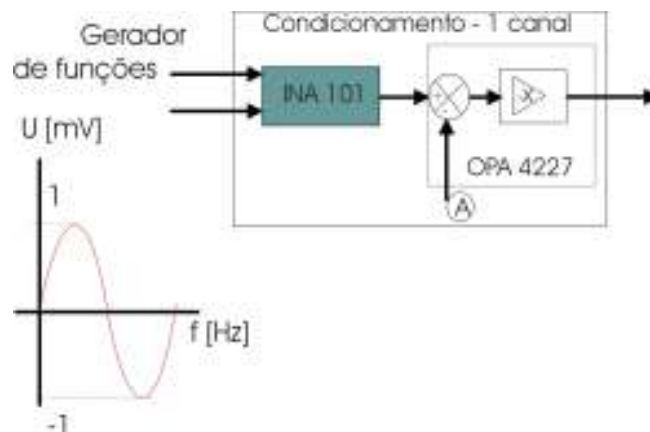 Condicionamento - 1 canal
Gerador
de funções
INA 101
X
OPA 4227
A
U [mV]
1
f [Hz]
-1